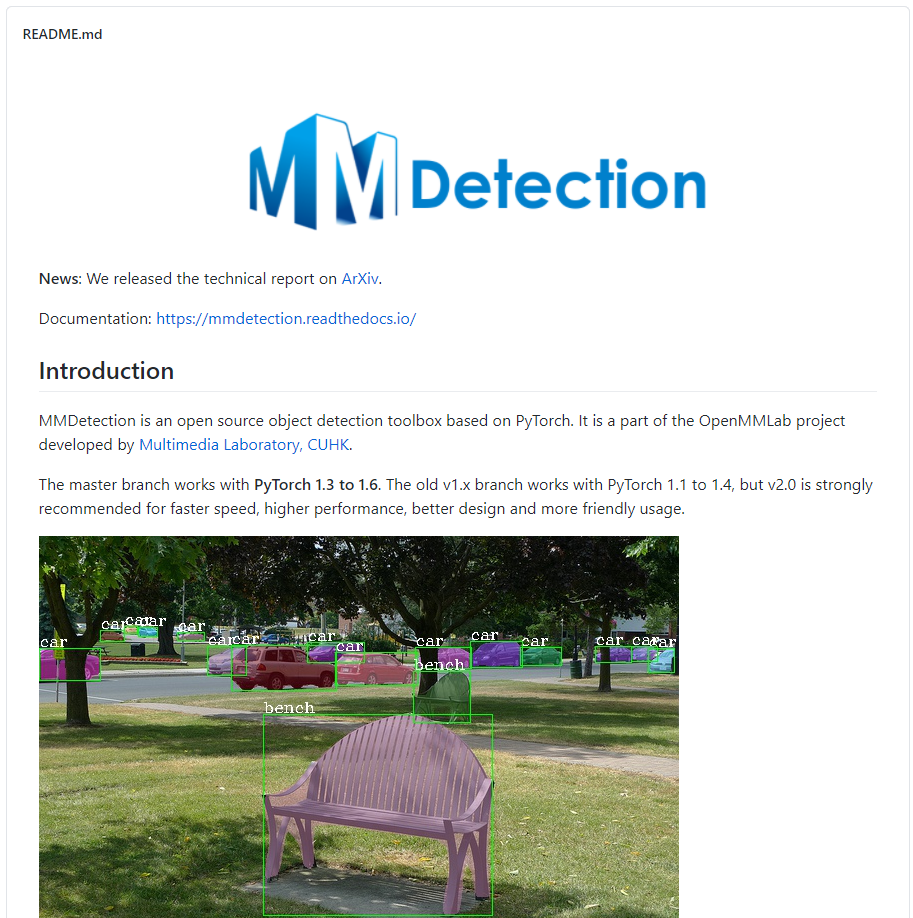 README.md
MM Detection
News: We released the technical report on ArXiv.
Documentation: https://mmdetection.readthedocs.io/
Introduction
MMDetection is an open source object detection toolbox based on PyTorch. It is a part of the OpenMMLab project
developed by Multimedia Laboratory, CUHK.
The master branch works with PyTorch 1.3 to 1.6. The old v1.x branch works with PyTorch 1.1 to 1.4, but v2.0 is strongly
recommended for faster speed, higher performance, better design and more friendly usage.
car car car car car
car car car car car car car car car car
bench
bench